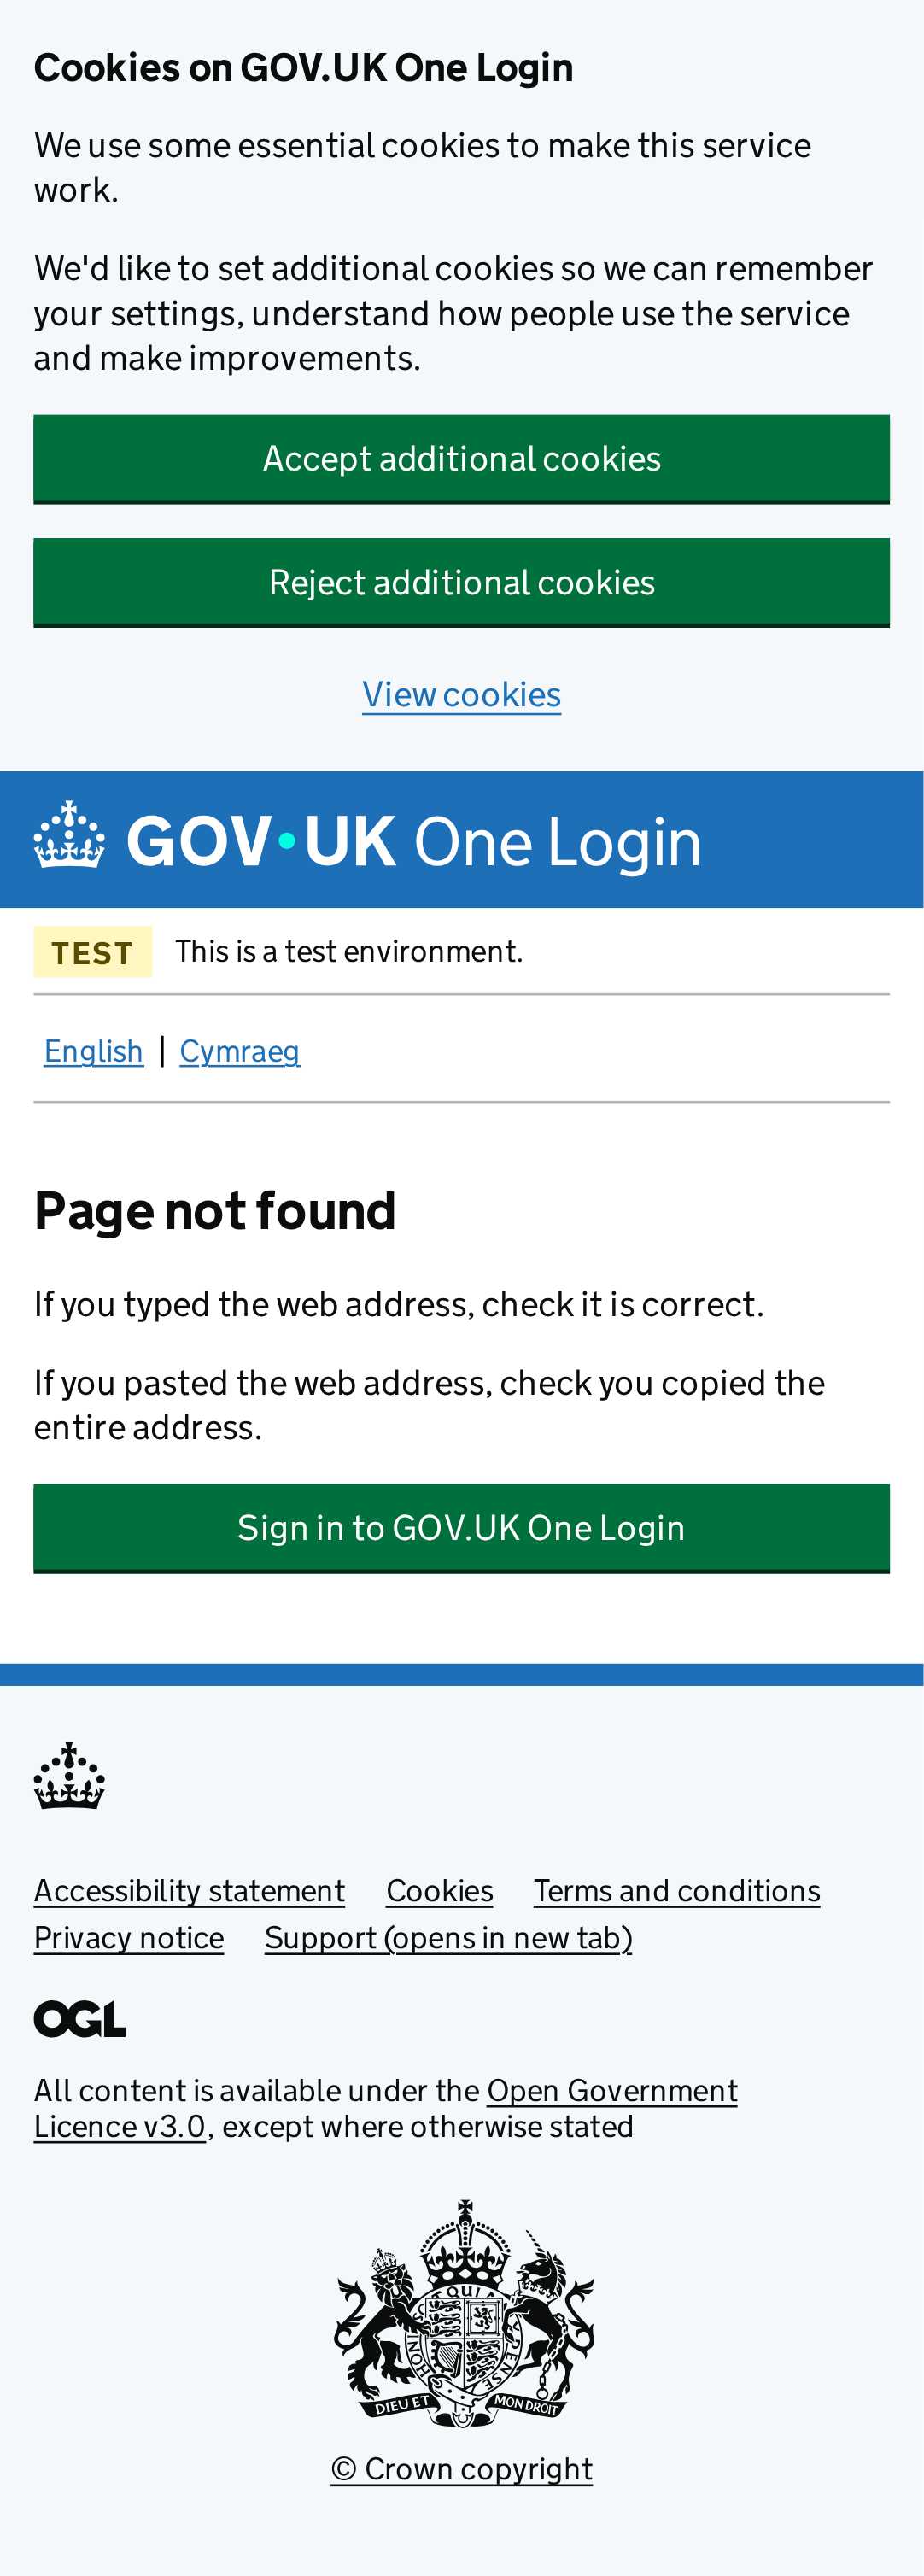 Cookies on GOV.UK One Login
We use some essential cookies to make this service
work.
We'd like to set additional cookies so we can remember
your settings, understand how people use the service
and make improvements.
Accept additional cookies
Reject additional cookies
View cookies
GOV·UK One Login
TEST This is a test environment.
English | Cymraeg
Page not found
If you typed the web address, check it is correct.
If you pasted the web address, check you copied the
entire address.
Sign in to GOV.UK One Login
Accessibility statement Cookies Terms and conditions
Privacy notice Support (opens in new tab)
OGL
All content is available under the Open Government
Licence v3.0, except where otherwise stated
HONI
QUI
PENSE
DIEU ET MON DROIT
© Crown copyright